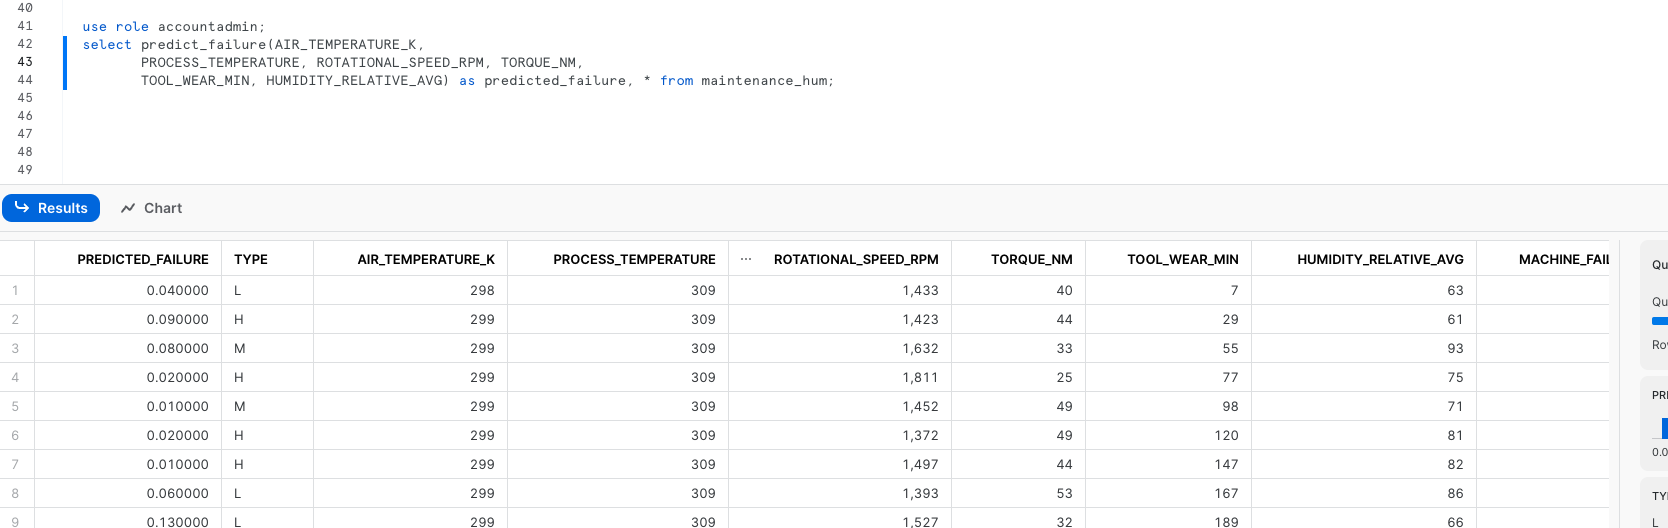 40
41 use role accountadmin;
42 select predict_failure(AIR_TEMPERATURE_K,
43 PROCESS_TEMPERATURE, ROTATIONAL_SPEED_RPM, TORQUE_NM,
44 TOOL_WEAR_MIN, HUMIDITY_RELATIVE_AVG) as predicted_failure, * from maintenance_hum;
45
46
47
48
49
Results Chart
PREDICTED_FAILURE TYPE AIR_TEMPERATURE_K PROCESS_TEMPERATURE ... ROTATIONAL_SPEED_RPM TORQUE_NM TOOL_WEAR_MIN HUMIDITY_RELATIVE_AVG MACHINE_FAIL
1 0.040000 L 298 309 1,433 40 7 63
2 0.090000 H 299 309 1,423 44 29 61
3 0.080000 M 299 309 1,632 33 55 93
4 0.020000 H 299 309 1,811 25 77 75
5 0.010000 M 299 309 1,452 49 98 71
6 0.020000 H 299 309 1,372 49 120 81
7 0.010000 H 299 309 1,497 44 147 82
8 0.060000 L 299 309 1,393 53 167 86
9 0.130000 L 299 309 1,527 32 189 66
Qu
Qu
Ro
PRE
0.0
TY
L